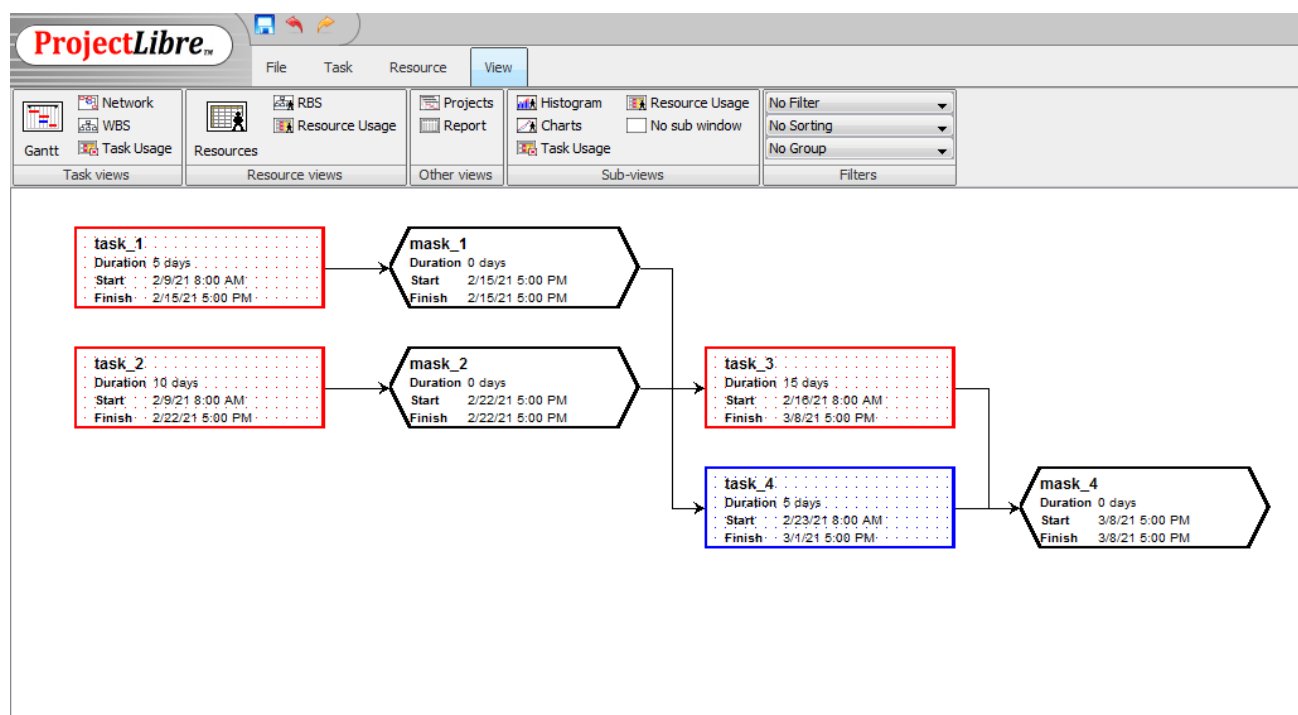 ProjectLibre TM
File Task Resource View
Network
WBS
Gantt Task Usage
Task views
RBS
Resource Usage
Resources
Resource views
Projects
Report
Other views
Histogram Resource Usage
Charts No sub window
Task Usage
Sub-views
No Filter
No Sorting
No Group
Filters
task_1
Duration 5 days
Start 2/9/21 8:00 AM
Finish 2/15/21 5:00 PM
mask_1
Duration 0 days
Start 2/15/21 5:00 PM
Finish 2/15/21 5:00 PM
task_2
Duration 10 days
Start 2/9/21 8:00 AM
Finish 2/22/21 5:00 PM
mask_2
Duration 0 days
Start 2/22/21 5:00 PM
Finish 2/22/21 5:00 PM
task_3
Duration 15 days
Start 2/16/21 8:00 AM
Finish 3/8/21 5:00 PM
task_4
Duration 5 days
Start 2/23/21 8:00 AM
Finish 3/1/21 5:00 PM
mask_4
Duration 0 days
Start 3/8/21 5:00 PM
Finish 3/8/21 5:00 PM